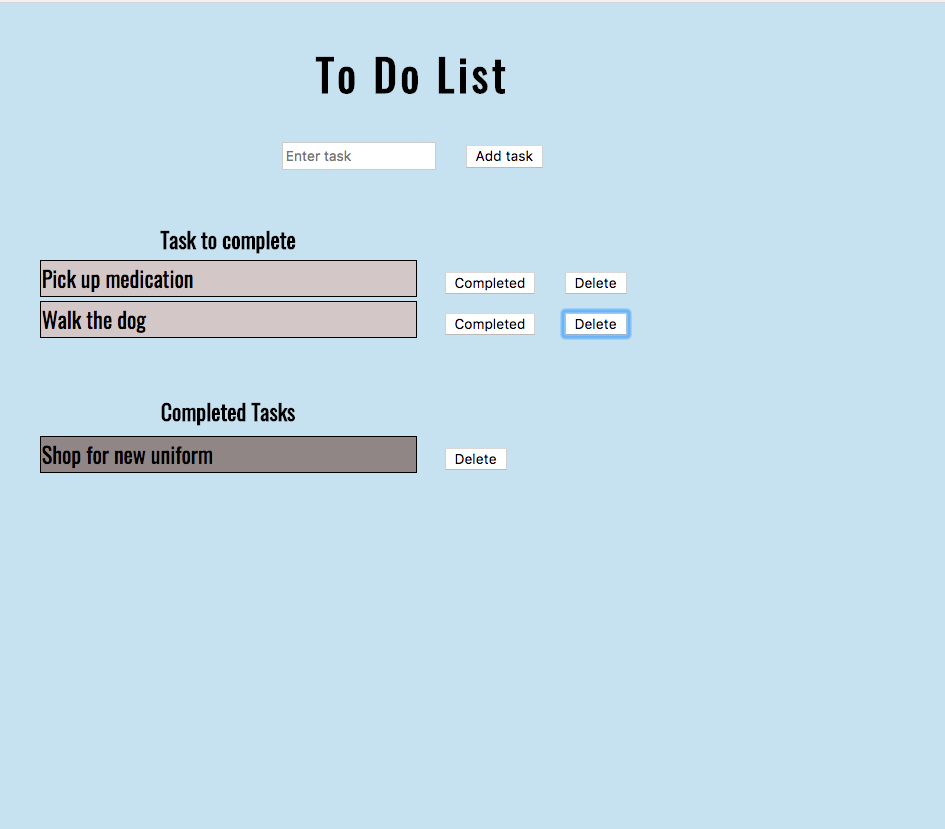 To Do List
Enter task Add task
Task to complete
Pick up medication Completed Delete
Walk the dog Completed Delete
Completed Tasks
Shop for new uniform Delete